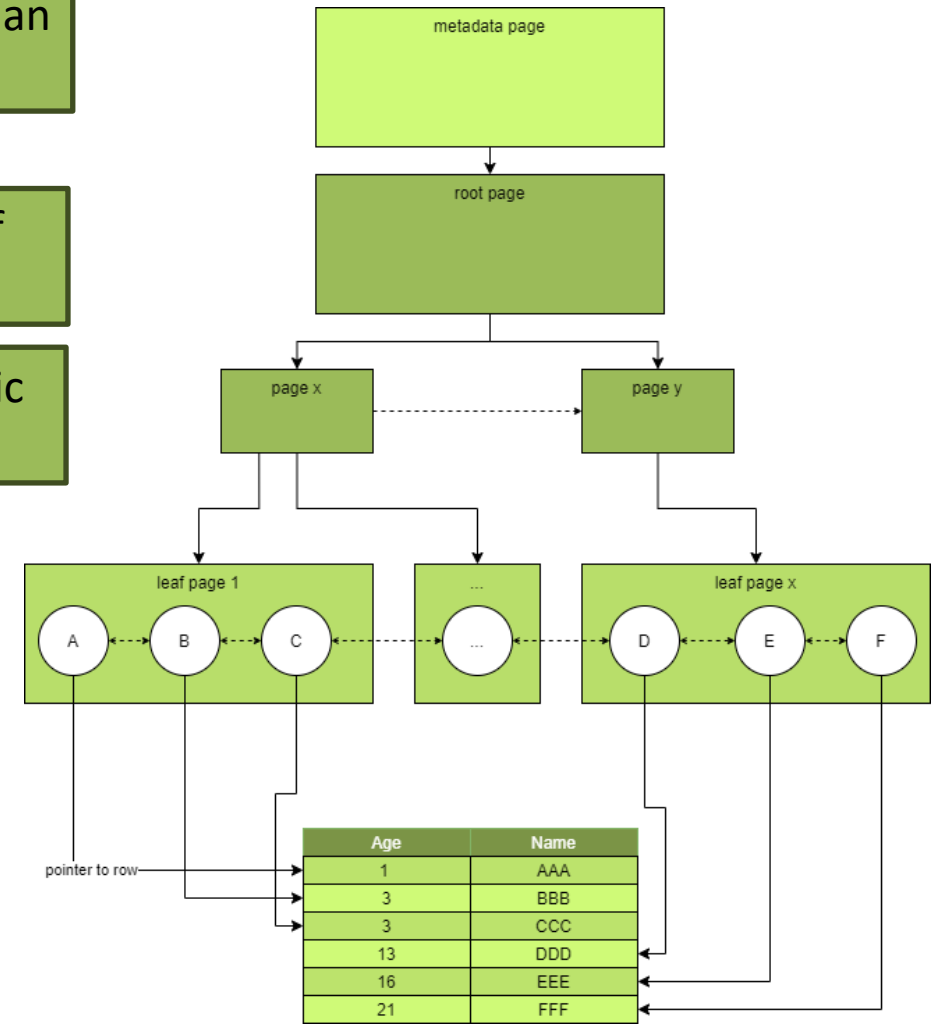 an
ic
metadata page
root page
page x
page y
leaf page 1
...
leaf page x
A
B
C
...
D
E
F
pointer to row
Age Name
1 AAA
3 BBB
3 CCC
13 DDD
16 EEE
21 FFF